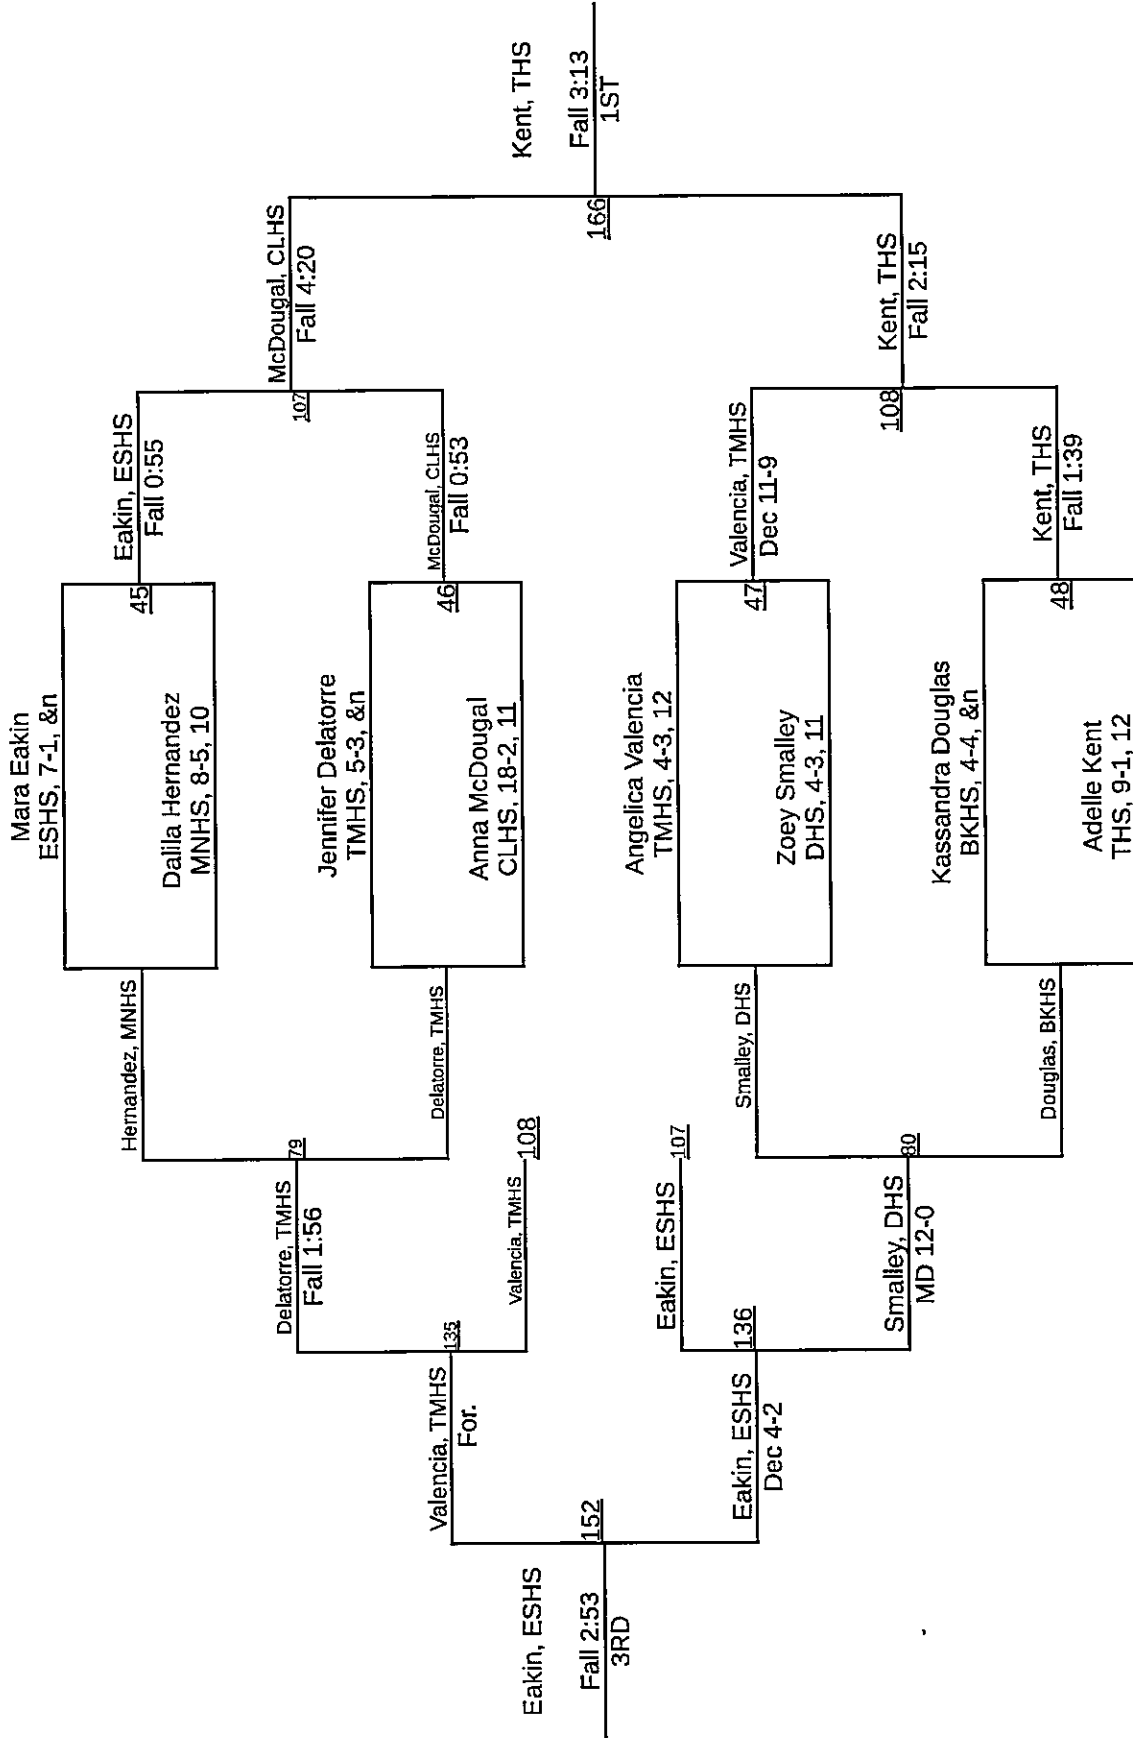 Mara Eakin
ESHS, 7-1, &n
45
Dalila Hernandez
MNHS, 8-5, 10
Jennifer Delatorre
TMHS, 5-3, &n
46
Anna McDougal
CLHS, 18-2, 11
Angelica Valencia
TMHS, 4-3, 12
47
Zoey Smalley
DHS, 4-3, 11
Kassandra Douglas
BKHS, 4-4, &n
48
Adelle Kent
THS, 9-1, 12
Eakin, ESHS
Fall 0:55
107
McDougal, CLHS
Fall 0:53
Valencia, TMHS
Dec 11-9
108
Kent, THS
Fall 1:39
McDougal, CLHS
Fall 4:20
166
Kent, THS
Fall 2:15
Kent, THS
Fall 3:13
1ST
Hernandez, MNHS
79
Delatorre, TMHS
Smalley, DHS
80
Douglas, BKHS
Delatorre, TMHS
Fall 1:56
135
Valencia, TMHS
108
Eakin, ESHS
107
136
Smalley, DHS
MD 12-0
Valencia, TMHS
For.
152
Eakin, ESHS
Dec 4-2
Eakin, ESHS
Fall 2:53
3RD